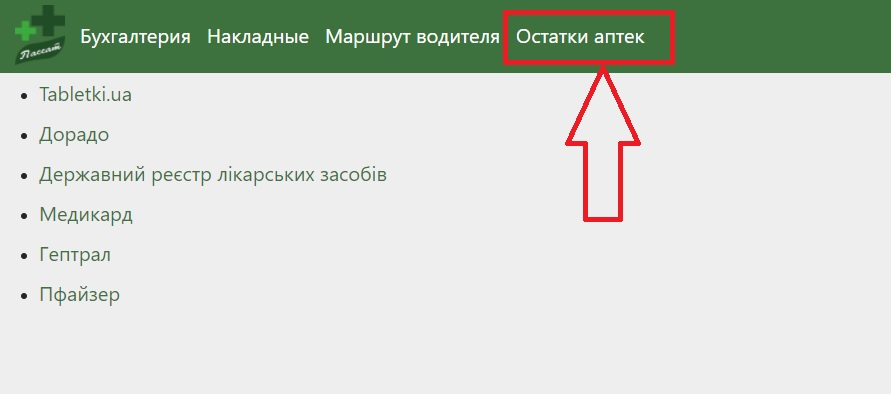 Пассат
Бухгалтерия Накладные Маршрут водителя Остатки аптек
Tabletki.ua
Дорадо
Державний реєстр лікарських засобів
Медикард
Гептрал
Пфайзер